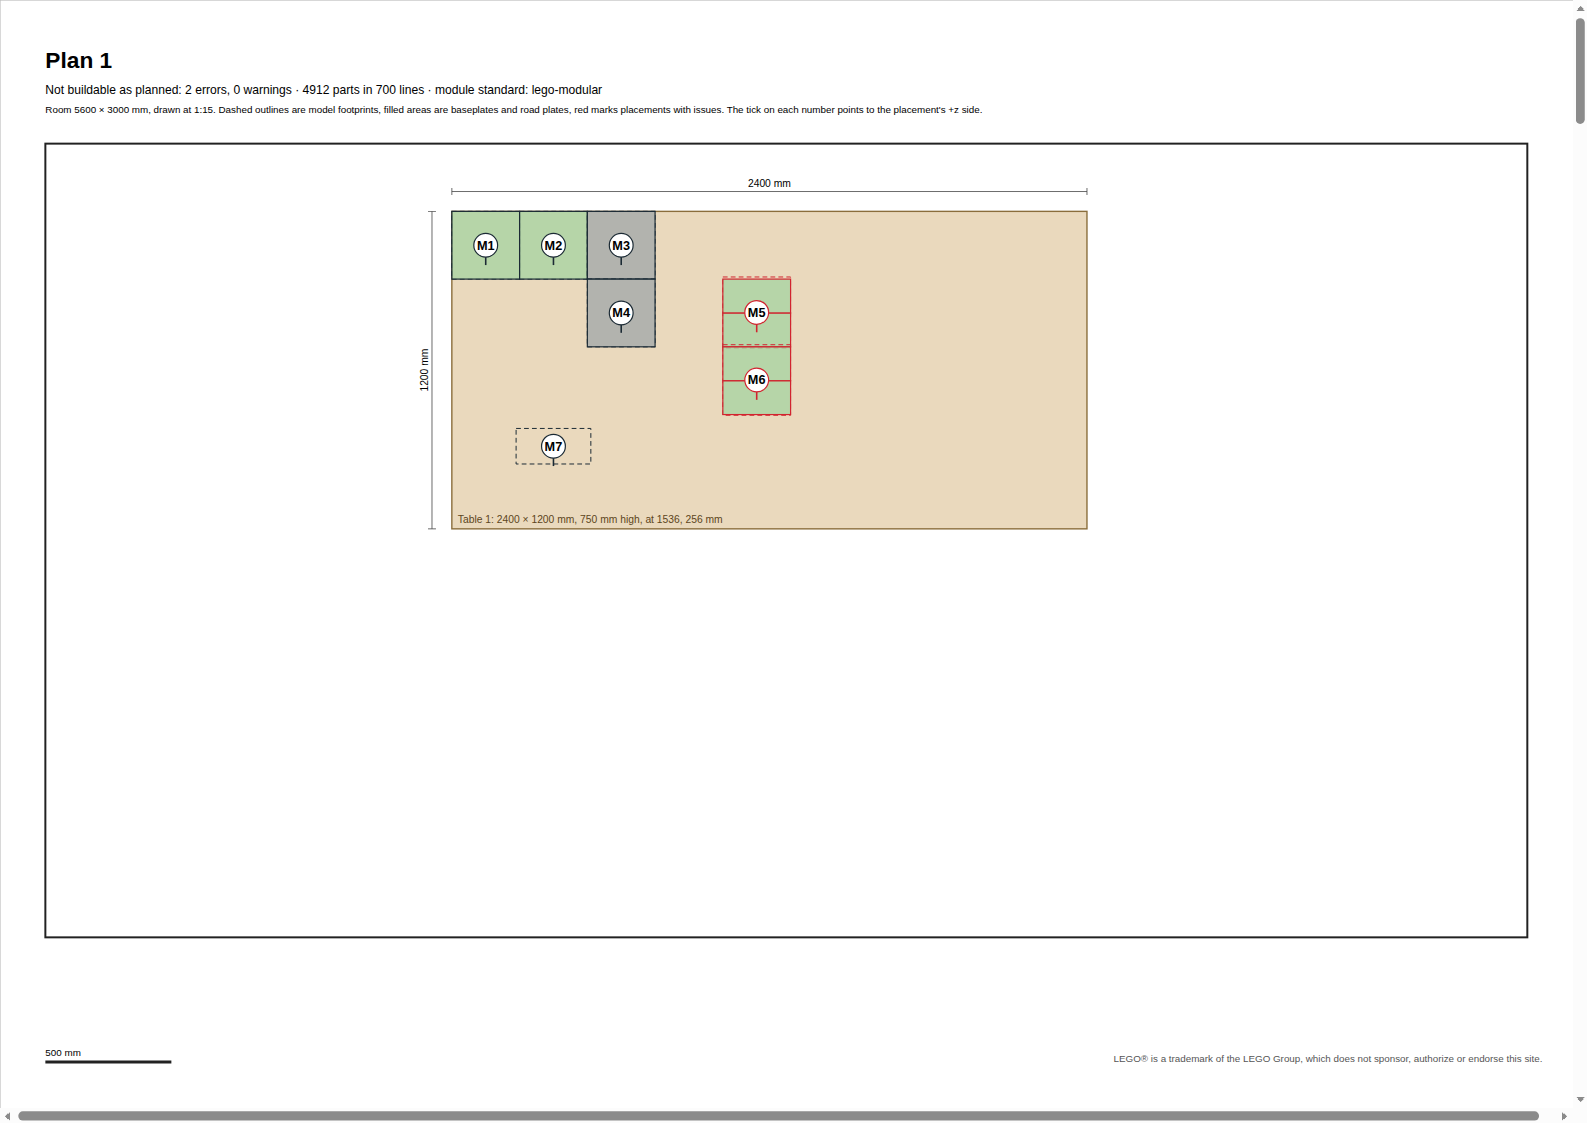 Plan 1
Not buildable as planned: 2 errors, 0 warnings · 4912 parts in 700 lines · module standard: lego-modular
Room 5600 × 3000 mm, drawn at 1:15. Dashed outlines are model footprints, filled areas are baseplates and road plates, red marks placements with issues. The tick on each number points to the placement's +z side.
2400 mm
M1
M2
M3
M4
M5
M6
1200 mm
M7
Table 1: 2400 × 1200 mm, 750 mm high, at 1536, 256 mm
500 mm
LEGO® is a trademark of the LEGO Group, which does not sponsor, authorize or endorse this site.